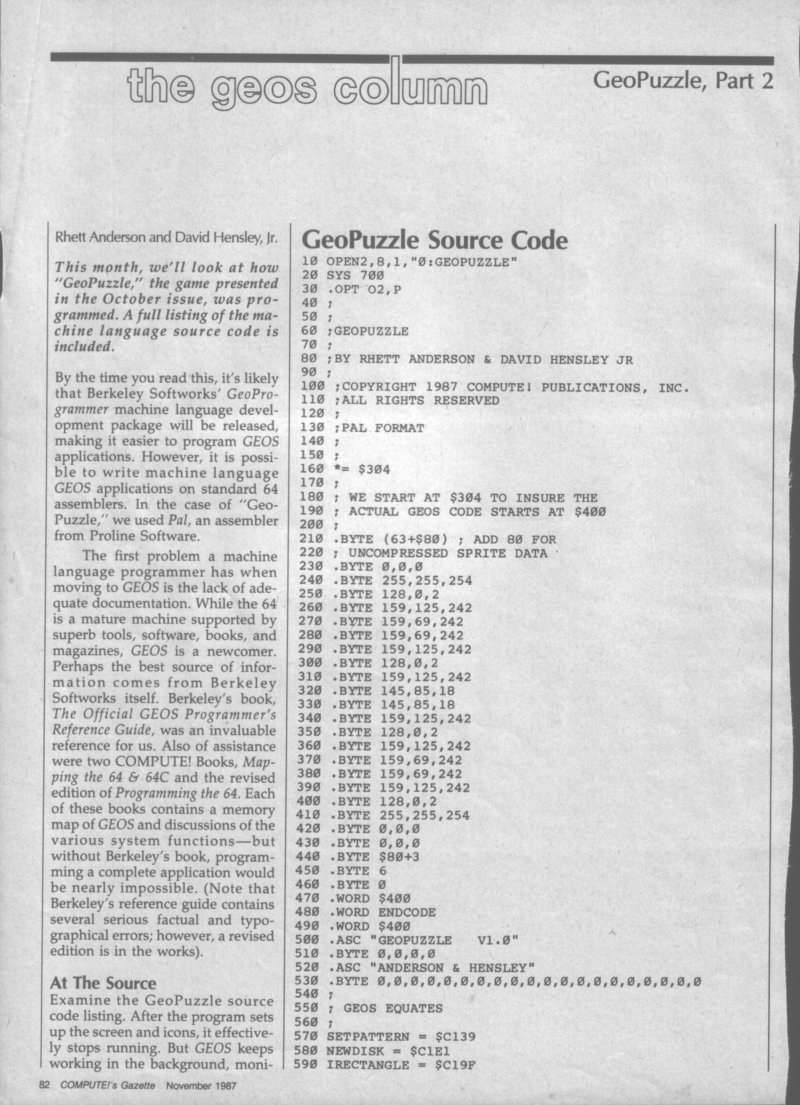 the geos column
GeoPuzzle, Part 2
Rhett Anderson and David Hensley, Jr.
This month, we'll look at how
"GeoPuzzle," the game presented
in the October issue, was pro-
grammed. A full listing of the ma-
chine language source code is
included.
By the time you read this, it's likely
that Berkeley Softworks' GeoPro-
grammer machine language devel-
opment package will be released,
making it easier to program GEOS
applications. However, it is possi-
ble to write machine language
GEOS applications on standard 64
assemblers. In the case of "Geo-
Puzzle," we used Pal, an assembler
from Proline Software.
The first problem a machine
language programmer has when
moving to GEOS is the lack of ade-
quate documentation. While the 64
is a mature machine supported by
superb tools, software, books, and
magazines, GEOS is a newcomer.
Perhaps the best source of infor-
mation comes from Berkeley
Softworks itself. Berkeley's book,
The Official GEOS Programmer's
Reference Guide, was an invaluable
reference for us. Also of assistance
were two COMPUTE! Books, Map-
ping the 64 & 64C and the revised
edition of Programming the 64. Each
of these books contains a memory
map of GEOS and discussions of the
various system functions—but
without Berkeley's book, program-
ming a complete application would
be nearly impossible. (Note that
Berkeley's reference guide contains
several serious factual and typo-
graphical errors; however, a revised
edition is in the works).
At The Source
Examine the GeoPuzzle source
code listing. After the program sets
up the screen and icons, it effective-
ly stops running. But GEOS keeps
working in the background, moni-
GeoPuzzle Source Code
10 OPEN2,8,1,"0:GEOPUZZLE"
20 SYS 700
30 .OPT O2,P
40 ;
50 ;
60 ;GEOPUZZLE
70 ;
80 ;BY RHETT ANDERSON & DAVID HENSLEY JR
90 ;
100 ;COPYRIGHT 1987 COMPUTE! PUBLICATIONS, INC.
110 ;ALL RIGHTS RESERVED
120 ;
130 ;PAL FORMAT
140 ;
150 ;
160 *= $304
170 ;
180 ; WE START AT $304 TO INSURE THE
190 ; ACTUAL GEOS CODE STARTS AT $400
200 ;
210 .BYTE (63+$80) ; ADD 80 FOR
220 ; UNCOMPRESSED SPRITE DATA
230 .BYTE 0,0,0
240 .BYTE 255,255,254
250 .BYTE 128,0,2
260 .BYTE 159,125,242
270 .BYTE 159,69,242
280 .BYTE 159,69,242
290 .BYTE 159,125,242
300 .BYTE 128,0,2
310 .BYTE 159,125,242
320 .BYTE 145,85,18
330 .BYTE 145,85,18
340 .BYTE 159,125,242
350 .BYTE 128,0,2
360 .BYTE 159,125,242
370 .BYTE 159,69,242
380 .BYTE 159,69,242
390 .BYTE 159,125,242
400 .BYTE 128,0,2
410 .BYTE 255,255,254
420 .BYTE 0,0,0
430 .BYTE 0,0,0
440 .BYTE $80+3
450 .BYTE 6
460 .BYTE 0
470 .WORD $400
480 .WORD ENDCODE
490 .WORD $400
500 .ASC "GEOPUZZLE   V1.0"
510 .BYTE 0,0,0,0
520 .ASC "ANDERSON & HENSLEY"
530 .BYTE 0,0,0,0,0,0,0,0,0,0,0,0,0,0,0,0,0,0,0,0
540 ;
550 ; GEOS EQUATES
560 ;
570 SETPATTERN = $C139
580 NEWDISK = $C1E1
590 IRECTANGLE = $C19F
82 COMPUTE!'s Gazette November 1987